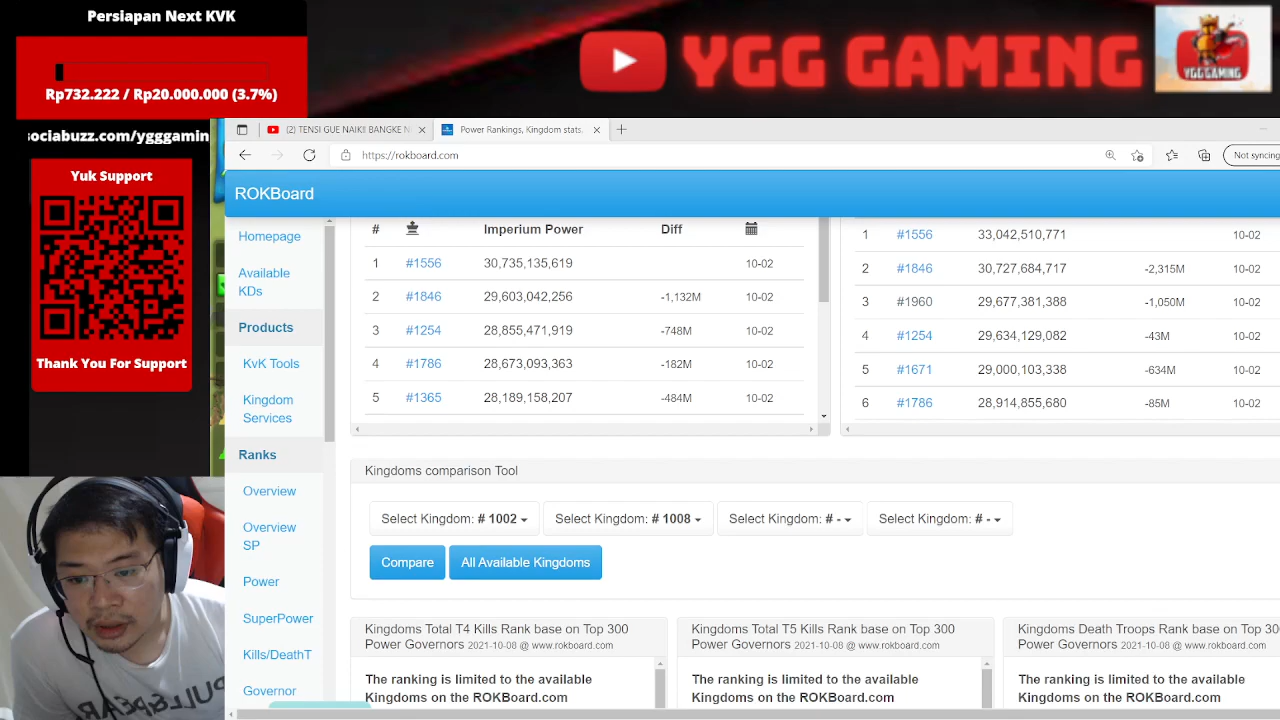 Persiapan Next KVK
Rp732.222 / Rp20.000.000 (3.7%)
sociabuzz.com/ygggamin
Yuk Support
Thank You For Support
YGG GAMING
YGGGAMING
(2) TENSI GUE NAIK!! BANGKE N
Power Rankings, Kingdom stats.
https://rokboard.com
Not syncing
ROKBoard
Homepage
Available
KDs
Products
KvK Tools
Kingdom
Services
Ranks
Overview
Overview
SP
Power
SuperPower
Kills/DeathT
Governor
# Imperium Power Diff
1 #1556 30,735,135,619 10-02
2 #1846 29,603,042,256 -1,132M 10-02
3 #1254 28,855,471,919 -748M 10-02
4 #1786 28,673,093,363 -182M 10-02
5 #1365 28,189,158,207 -484M 10-02
1 #1556 33,042,510,771 10-02
2 #1846 30,727,684,717 -2,315M 10-02
3 #1960 29,677,381,388 -1,050M 10-02
4 #1254 29,634,129,082 -43M 10-02
5 #1671 29,000,103,338 -634M 10-02
6 #1786 28,914,855,680 -85M 10-02
Kingdoms comparison Tool
Select Kingdom: # 1002 Select Kingdom: # 1008 Select Kingdom: # - Select Kingdom: # -
Compare All Available Kingdoms
Kingdoms Total T4 Kills Rank base on Top 300
Power Governors 2021-10-08 @ www.rokboard.com
The ranking is limited to the available
Kingdoms on the ROKBoard.com
Kingdoms Total T5 Kills Rank base on Top 300
Power Governors 2021-10-08 @ www.rokboard.com
The ranking is limited to the available
Kingdoms on the ROKBoard.com
Kingdoms Death Troops Rank base on Top 30
Power Governors 2021-10-08 @ www.rokboard.com
The ranking is limited to the available
Kingdoms on the ROKBoard.com